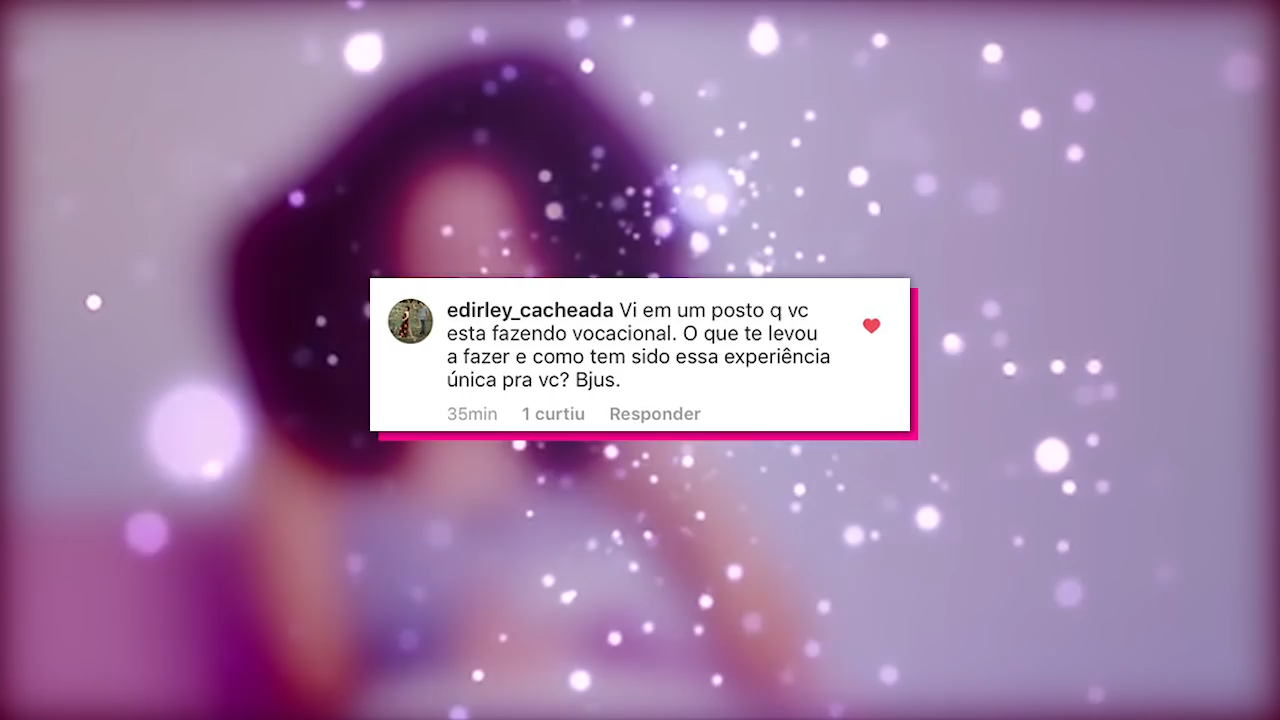 edirley_cacheada Vi em um posto q vc
esta fazendo vocacional. O que te levou
a fazer e como tem sido essa experiência
única pra vc? Bjus.
35min 1 curtiu Responder